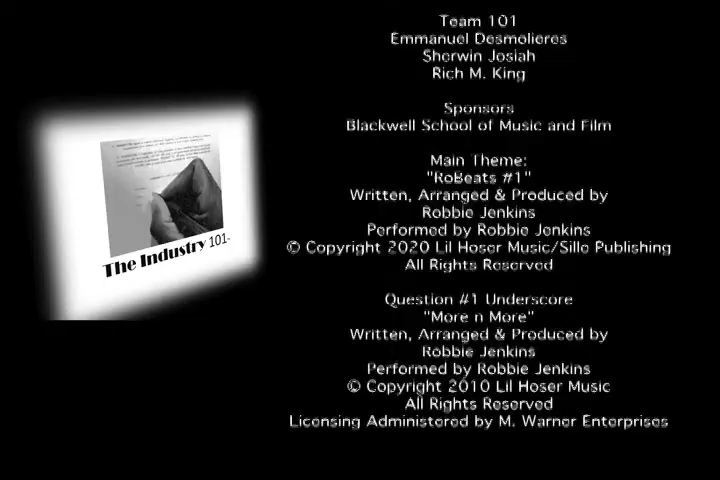 Team 101
Emmanuel Desmolieres
Sherwin Josiah
Rich M. King
Sponsors
Blackwell School of Music and Film
Main Theme:
"RoBeats #1"
Written, Arranged & Produced by
Robbie Jenkins
Performed by Robbie Jenkins
© Copyright 2020 Lil Hoser Music/Sille Publishing
All Rights Reserved
Question #1 Underscore
"More n More"
Written, Arranged & Produced by
Robbie Jenkins
Performed by Robbie Jenkins
© Copyright 2010 Lil Hoser Music
All Rights Reserved
Licensing Administered by M. Warner Enterprises
The Industry 101-